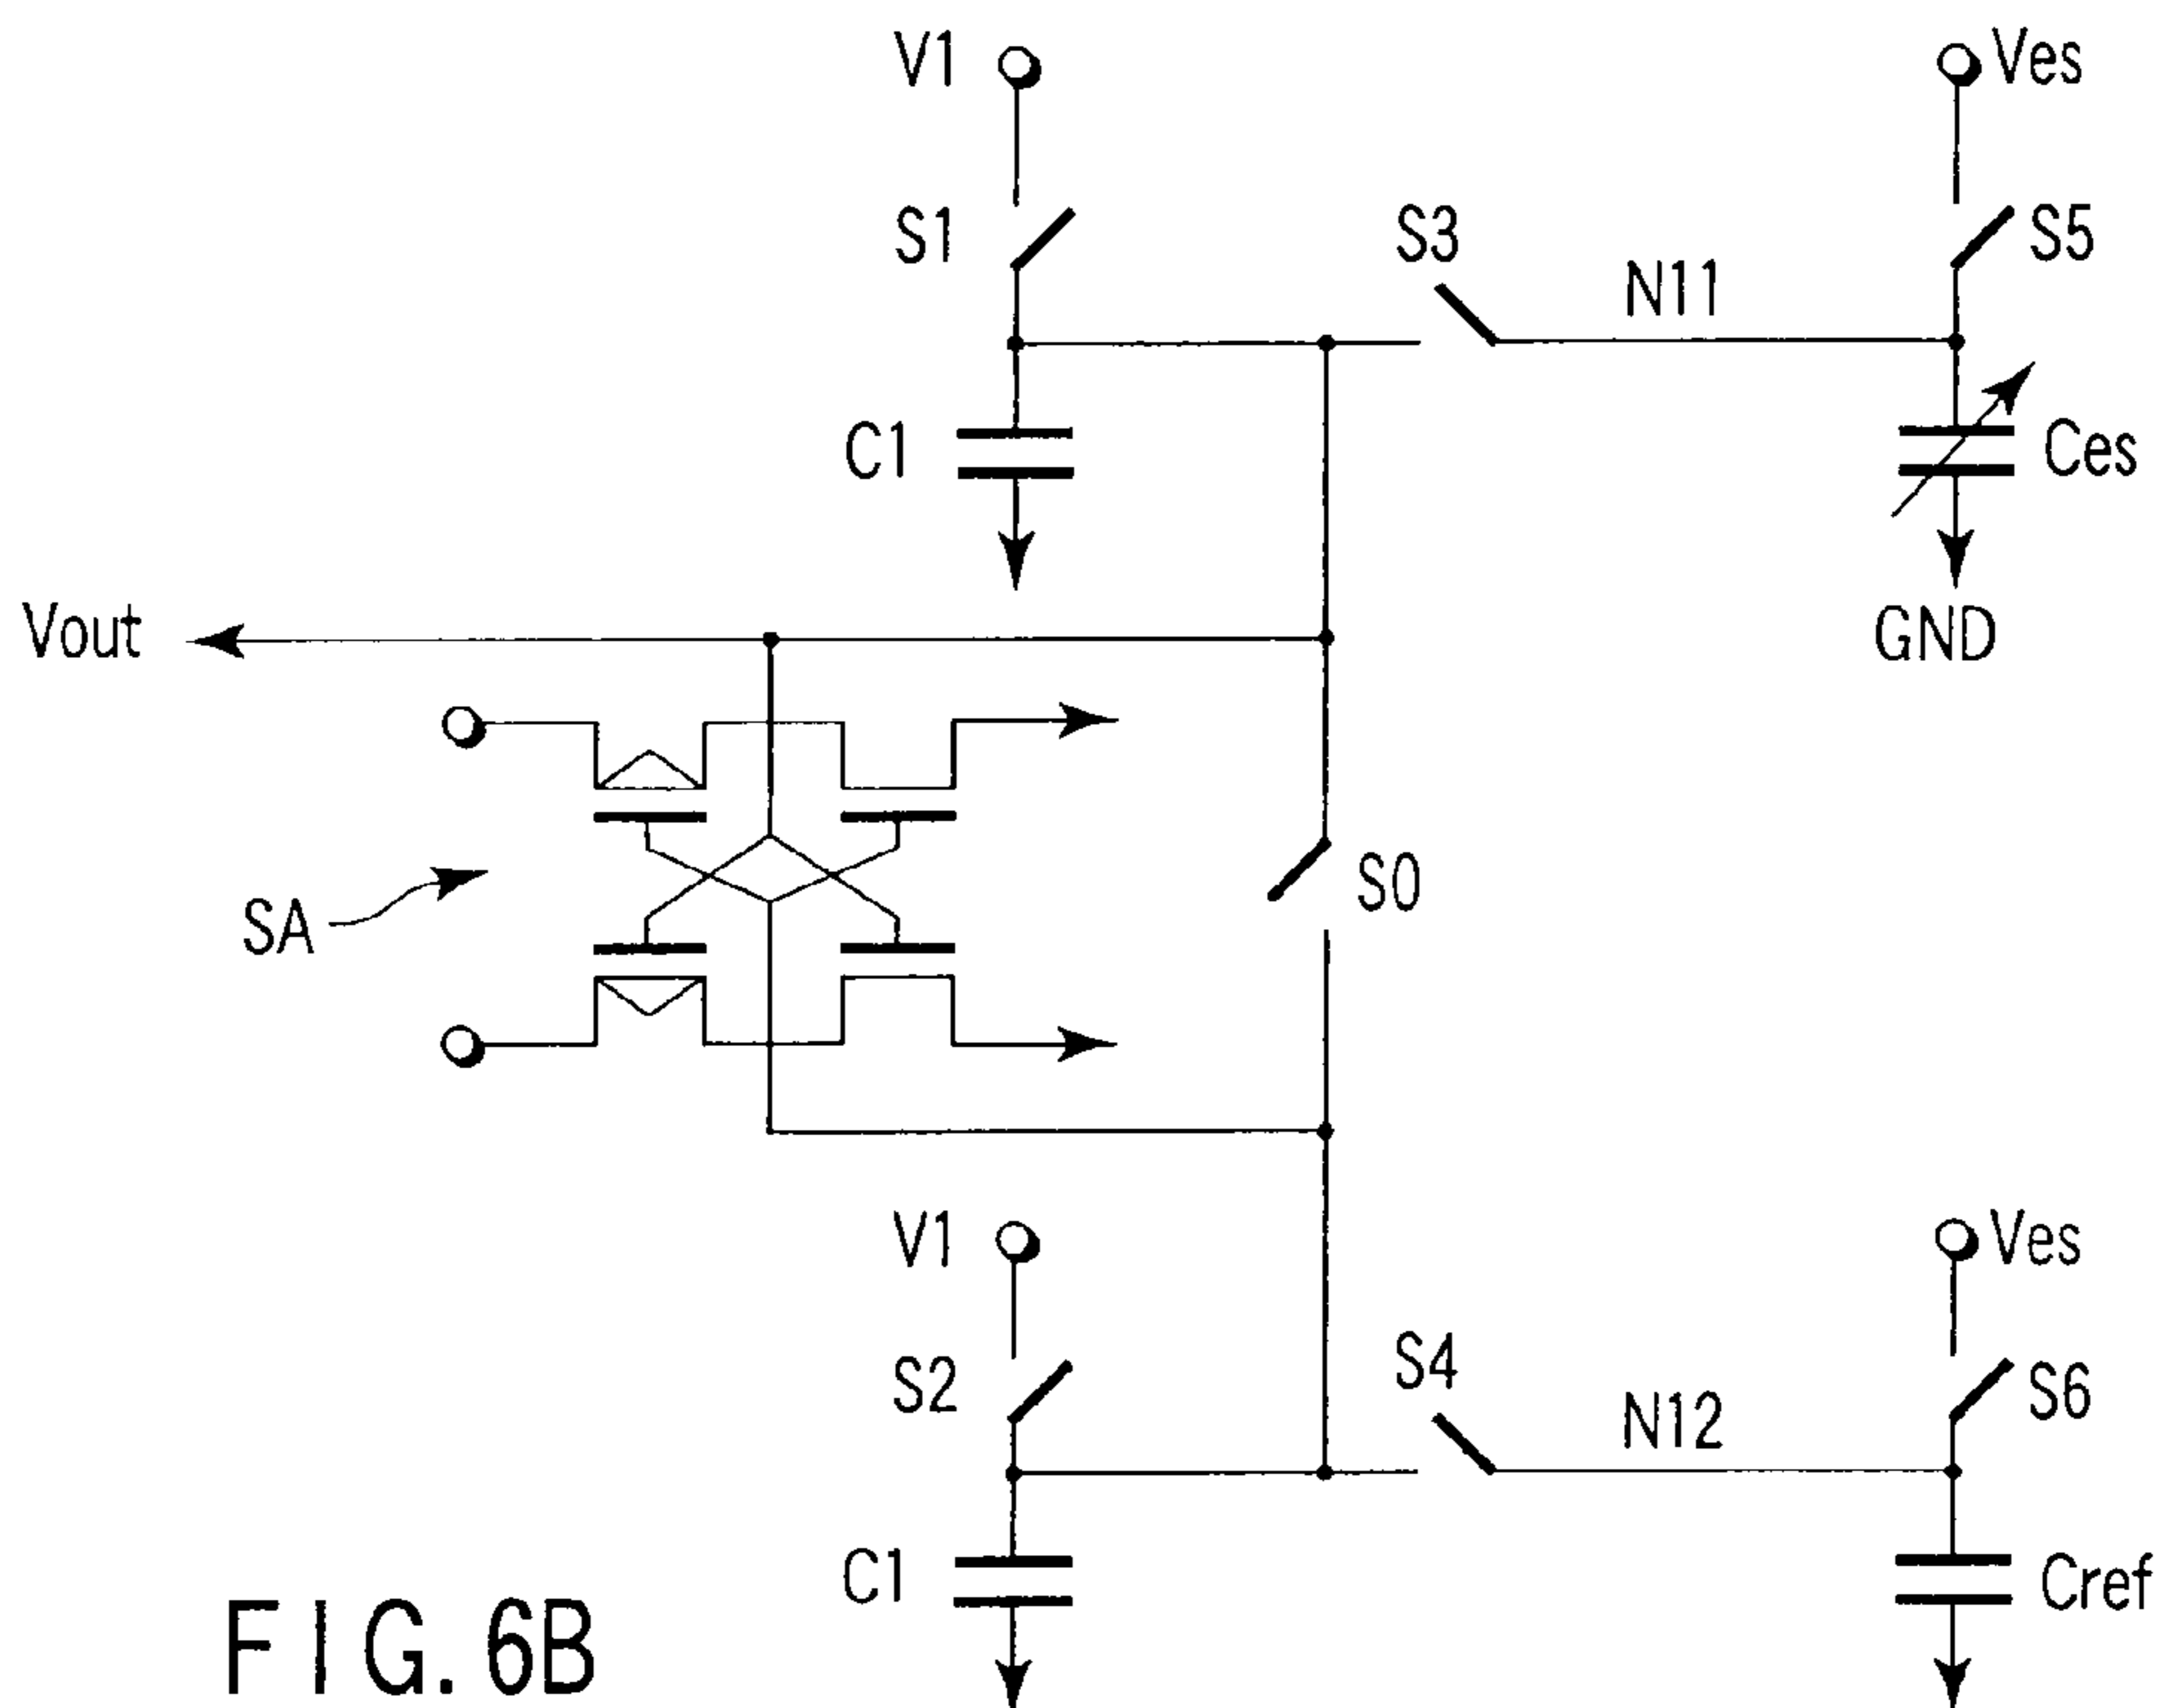 V1
Ves
S1
S3
S5
N11
C1
Ces
Vout
GND
SA
S0
V1
Ves
S2
S4
S6
N12
C1
Cref
FIG.6B